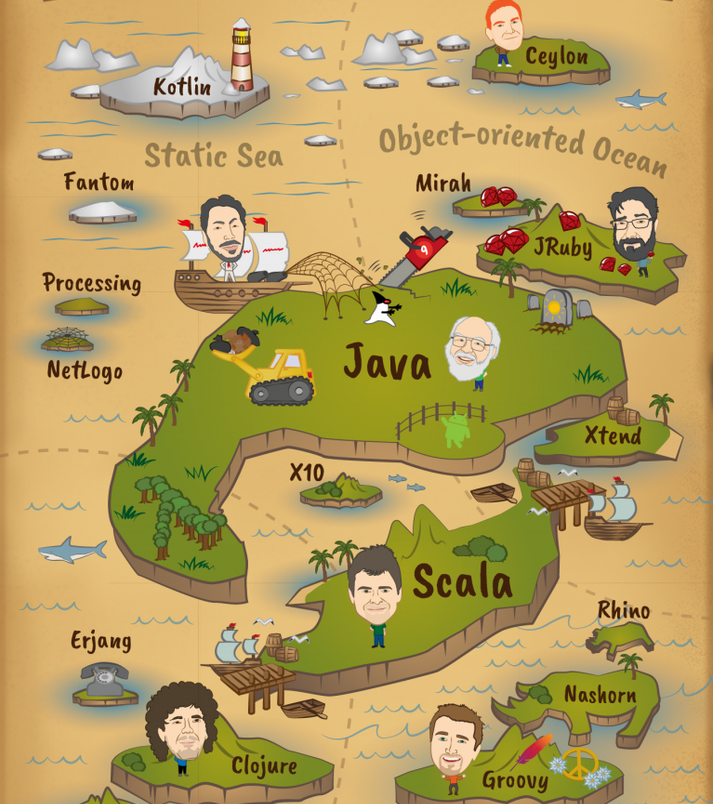 Kotlin
Ceylon
Static Sea
Object-oriented Ocean
Fantom
Mirah
JRuby
9
Processing
NetLogo
Java
Xtend
X10
Scala
Rhino
Erjang
Nashorn
Clojure
Groovy